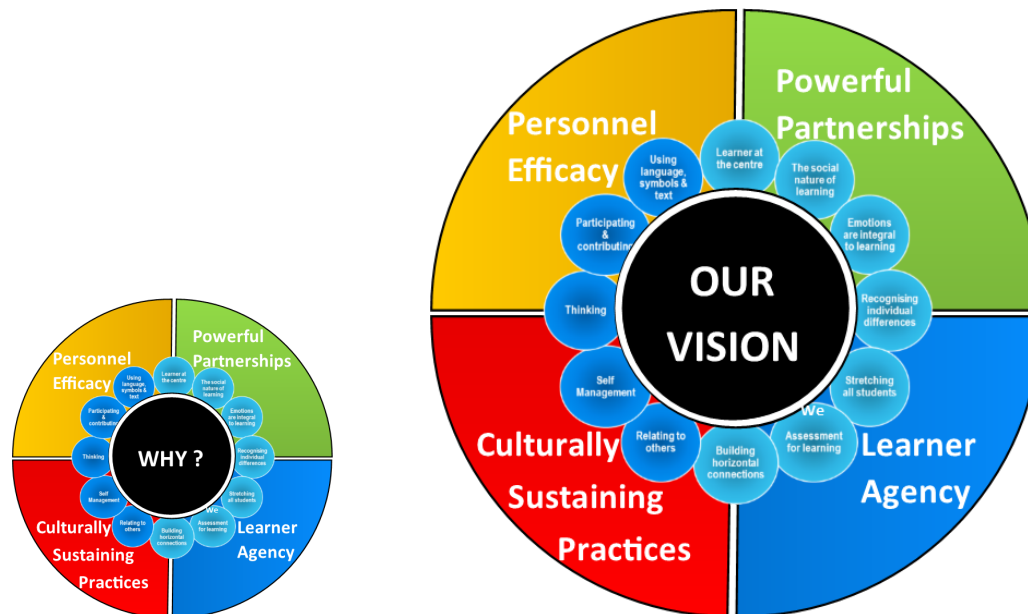 Personnel
Efficacy
Powerful
Partnerships
Using
language,
symbols &
text
Learner at
the centre
The social
nature of
learning
Participating
&
contributing
Emotions
are integral
to learning
Thinking
WHY ?
Recognising
individual
differences
Self
Management
Stretching
all students
We
Relating to
others
Building
horizontal
connections
Assessment
for learning
Culturally
Sustaining
Practices
Learner
Agency
Personnel
Efficacy
Powerful
Partnerships
Using
language,
symbols &
text
Learner at
the centre
The social
nature of
learning
Participating
&
contributing
Emotions
are integral
to learning
Thinking
OUR
VISION
Recognising
individual
differences
Self
Management
Stretching
all students
We
Relating to
others
Building
horizontal
connections
Assessment
for learning
Culturally
Sustaining
Practices
Learner
Agency